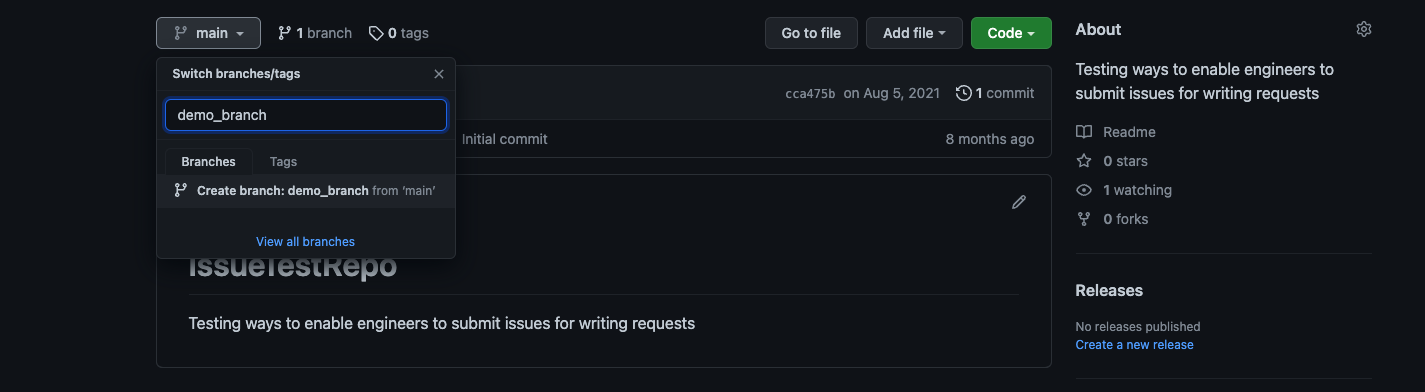 main
1 branch
0 tags
Go to file
Add file
Code
Switch branches/tags
demo_branch
Branches
Tags
Create branch: demo_branch from ‘main’
View all branches
cca475b on Aug 5, 2021
1 commit
Initial commit
8 months ago
IssueTestRepo
Testing ways to enable engineers to submit issues for writing requests
About
Testing ways to enable engineers to
submit issues for writing requests
Readme
0 stars
1 watching
0 forks
Releases
No releases published
Create a new release